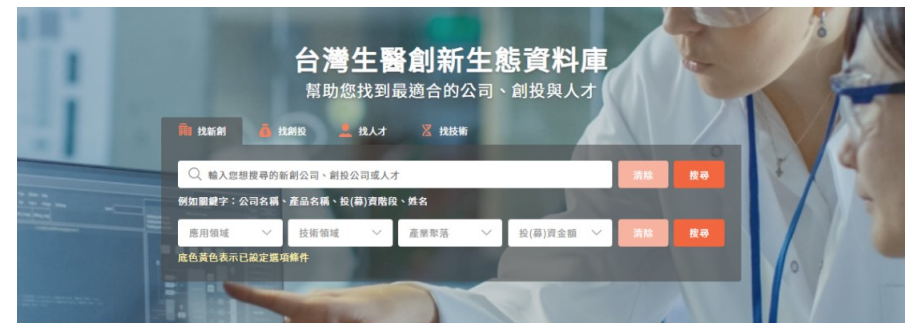 台灣生醫創新生態資料庫
幫助您找到最適合的公司、創投與人才
找新創 找創投 找人才 找技術
輸入您想搜尋的新創公司、創投公司或人才 清除 搜尋
例如關鍵字：公司名稱、產品名稱、投(募)資階段、姓名
應用領域 技術領域 產業聚落 投(募)資金額 清除 搜尋
底色黃色表示已設定選項條件